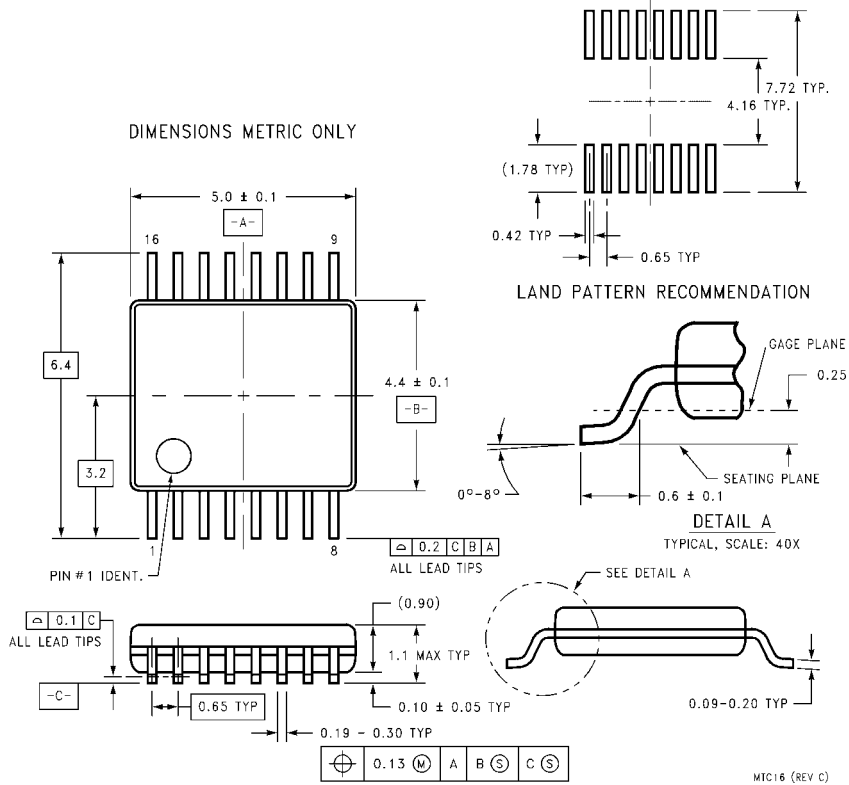 7.72 TYP.
4.16 TYP.
(1.78 TYP)
0.42 TYP
0.65 TYP
LAND PATTERN RECOMMENDATION
DIMENSIONS METRIC ONLY
5.0 ± 0.1
-A-
16
9
6.4
4.4 ± 0.1
-B-
3.2
1
8
PIN #1 IDENT.
⌓ 0.2 C B A
ALL LEAD TIPS
GAGE PLANE
0.25
SEATING PLANE
0°-8°
0.6 ± 0.1
DETAIL A
TYPICAL, SCALE: 40X
SEE DETAIL A
⌓ 0.1 C
ALL LEAD TIPS
(0.90)
1.1 MAX TYP
-C-
0.65 TYP
0.10 ± 0.05 TYP
0.19 - 0.30 TYP
0.09-0.20 TYP
⌖ 0.13 Ⓜ A B Ⓢ C Ⓢ
MTC16 (REV C)